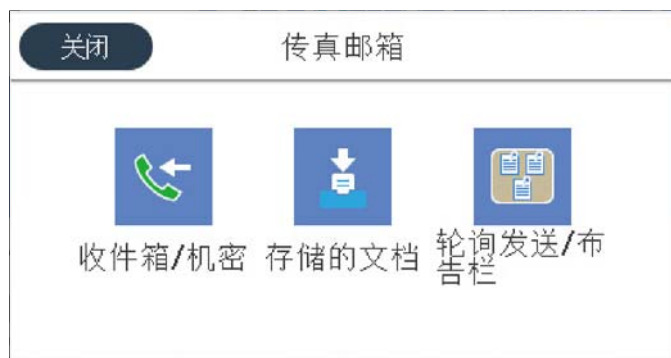 关闭
传真邮箱
收件箱/机密
存储的文档
轮询发送/布
告栏